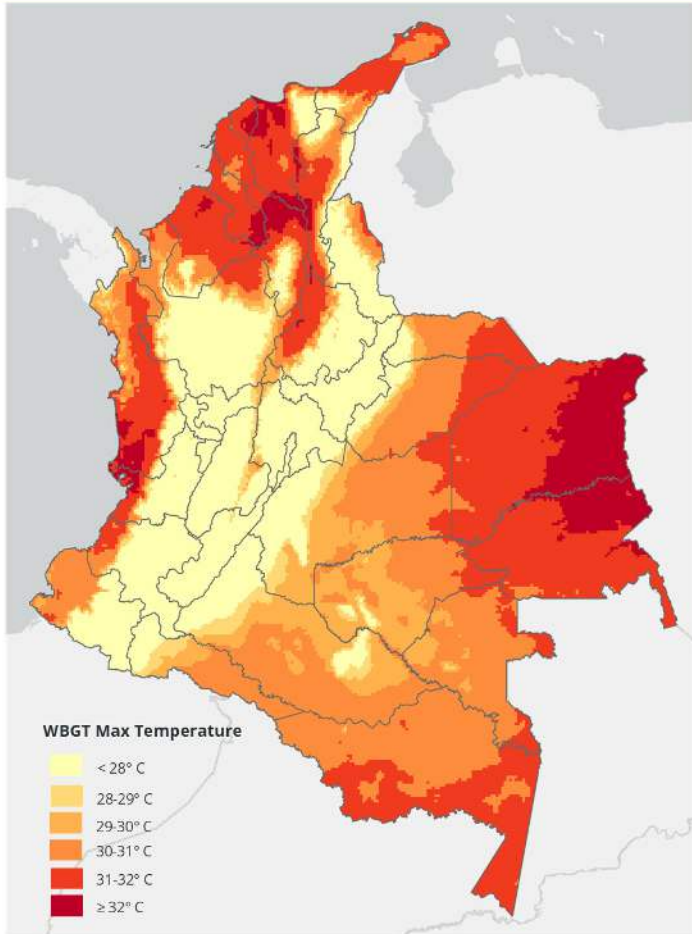 WBGT Max Temperature
< 28° C
28-29° C
29-30° C
30-31° C
31-32° C
≥ 32° C